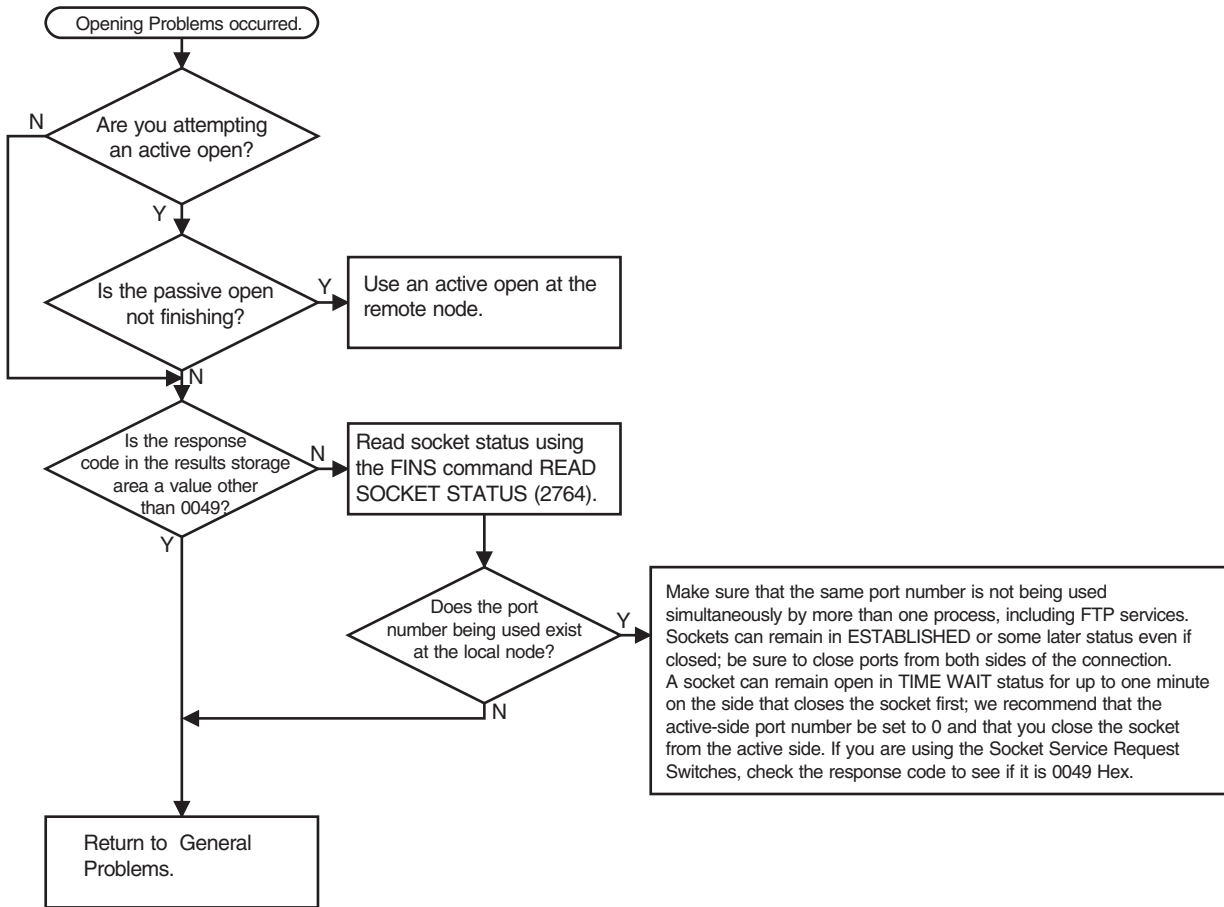 Opening Problems occurred.
N
Are you attempting
an active open?
Y
Is the passive open
not finishing?
Y
Use an active open at the
remote node.
N
Is the response
code in the results storage
area a value other
than 0049?
N
Read socket status using
the FINS command READ
SOCKET STATUS (2764).
Y
Does the port
number being used exist
at the local node?
Y
Make sure that the same port number is not being used
simultaneously by more than one process, including FTP services.
Sockets can remain in ESTABLISHED or some later status even if
closed; be sure to close ports from both sides of the connection.
A socket can remain open in TIME WAIT status for up to one minute
on the side that closes the socket first; we recommend that the
active-side port number be set to 0 and that you close the socket
from the active side. If you are using the Socket Service Request
Switches, check the response code to see if it is 0049 Hex.
N
Return to General
Problems.